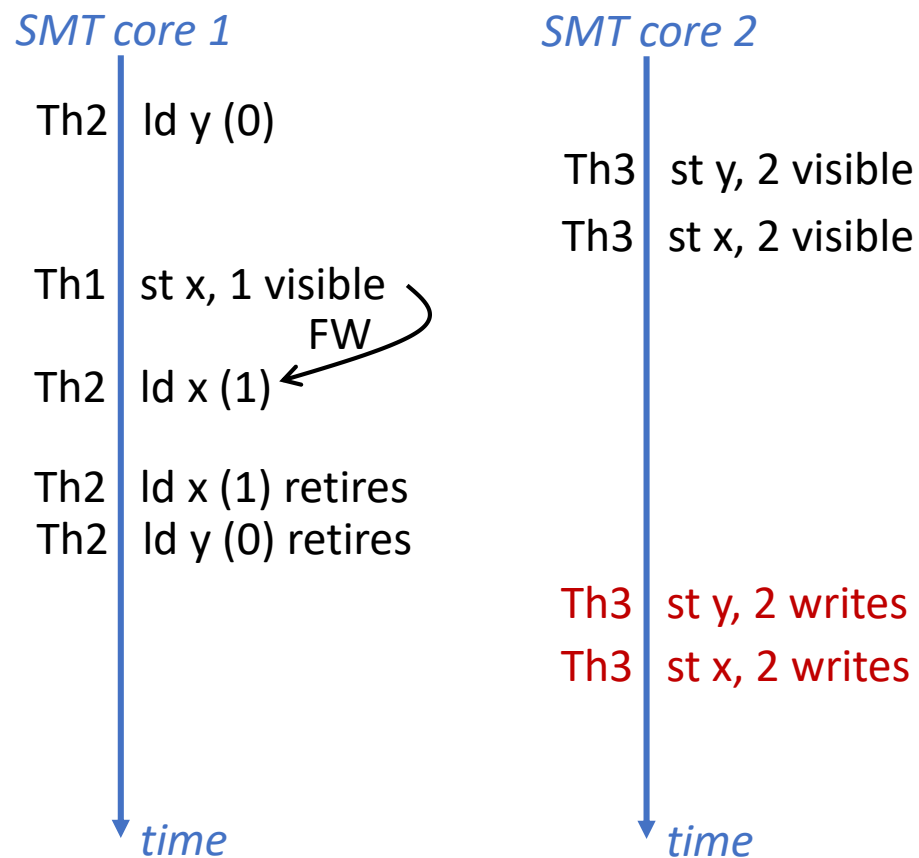 SMT core 1
Th2 ld y (0)
Th1 st x, 1 visible
FW
Th2 ld x (1)
Th2 ld x (1) retires
Th2 ld y (0) retires
time
SMT core 2
Th3 st y, 2 visible
Th3 st x, 2 visible
Th3 st y, 2 writes
Th3 st x, 2 writes
time